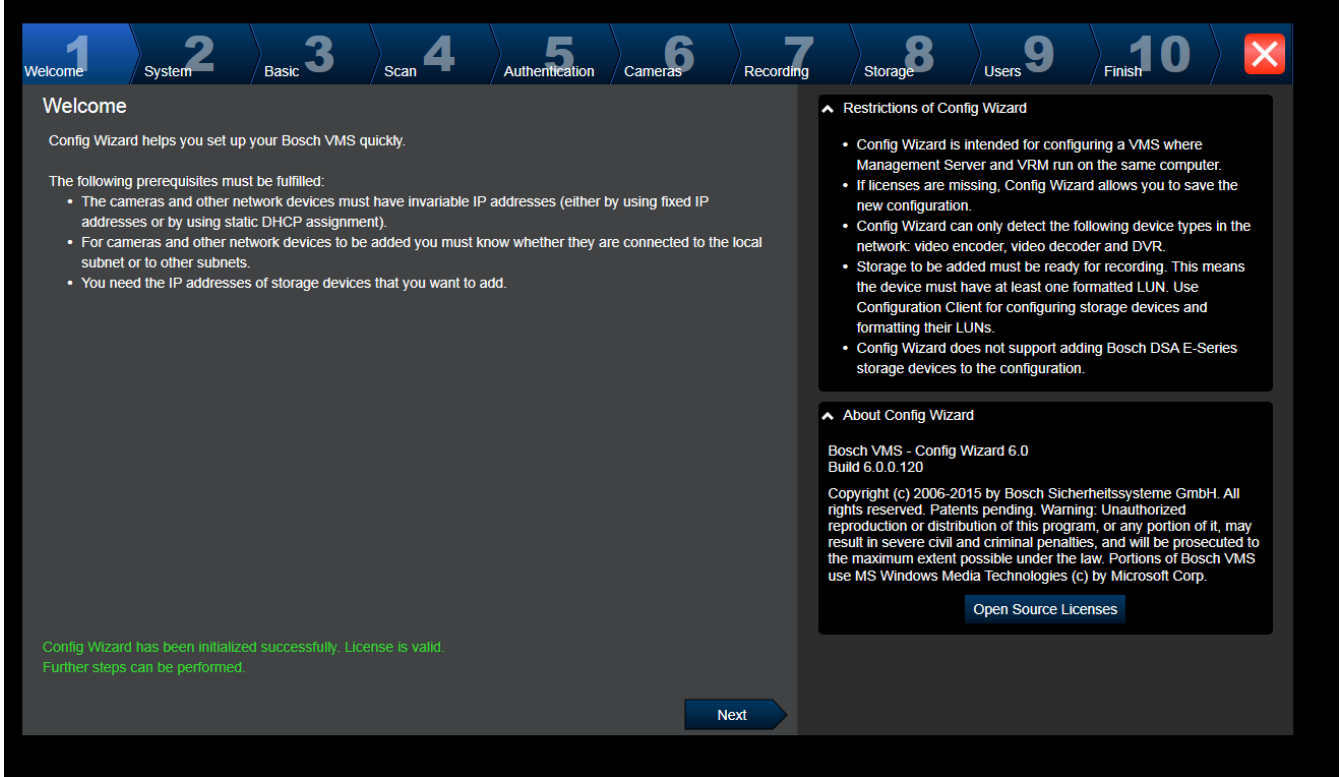 1 Welcome
2 System
3 Basic
4 Scan
5 Authentication
6 Cameras
7 Recording
8 Storage
9 Users
10 Finish
Welcome
Config Wizard helps you set up your Bosch VMS quickly.
The following prerequisites must be fulfilled:
• The cameras and other network devices must have invariable IP addresses (either by using fixed IP
addresses or by using static DHCP assignment).
• For cameras and other network devices to be added you must know whether they are connected to the local
subnet or to other subnets.
• You need the IP addresses of storage devices that you want to add.
Config Wizard has been initialized successfully. License is valid.
Further steps can be performed.
Next
Restrictions of Config Wizard
• Config Wizard is intended for configuring a VMS where
Management Server and VRM run on the same computer.
• If licenses are missing, Config Wizard allows you to save the
new configuration.
• Config Wizard can only detect the following device types in the
network: video encoder, video decoder and DVR.
• Storage to be added must be ready for recording. This means
the device must have at least one formatted LUN. Use
Configuration Client for configuring storage devices and
formatting their LUNs.
• Config Wizard does not support adding Bosch DSA E-Series
storage devices to the configuration.
About Config Wizard
Bosch VMS - Config Wizard 6.0
Build 6.0.0.120
Copyright (c) 2006-2015 by Bosch Sicherheitssysteme GmbH. All
rights reserved. Patents pending. Warning: Unauthorized
reproduction or distribution of this program, or any portion of it, may
result in severe civil and criminal penalties, and will be prosecuted to
the maximum extent possible under the law. Portions of Bosch VMS
use MS Windows Media Technologies (c) by Microsoft Corp.
Open Source Licenses